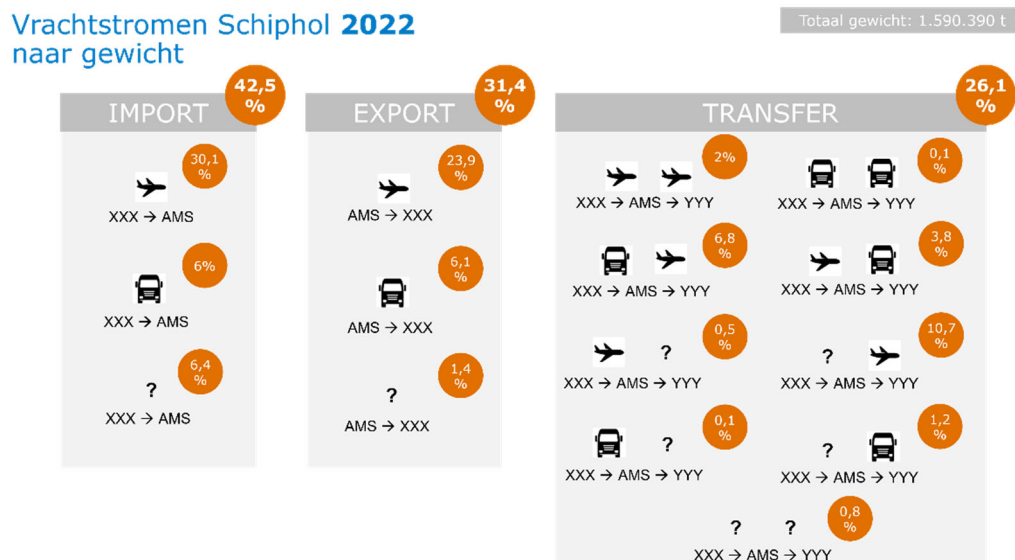 Vrachtstromen Schiphol 2022
naar gewicht
Totaal gewicht: 1.590.390 t
IMPORT
42,5
%
30,1
%
XXX → AMS
6%
XXX → AMS
6,4
%
?
XXX → AMS
EXPORT
31,4
%
23,9
%
AMS → XXX
6,1
%
AMS → XXX
1,4
%
?
AMS → XXX
TRANSFER
26,1
%
2%
XXX → AMS → YYY
0,1
%
XXX → AMS → YYY
6,8
%
XXX → AMS → YYY
3,8
%
XXX → AMS → YYY
0,5
%
?
XXX → AMS → YYY
10,7
%
?
XXX → AMS → YYY
0,1
%
?
XXX → AMS → YYY
1,2
%
?
XXX → AMS → YYY
0,8
%
? ?
XXX → AMS → YYY